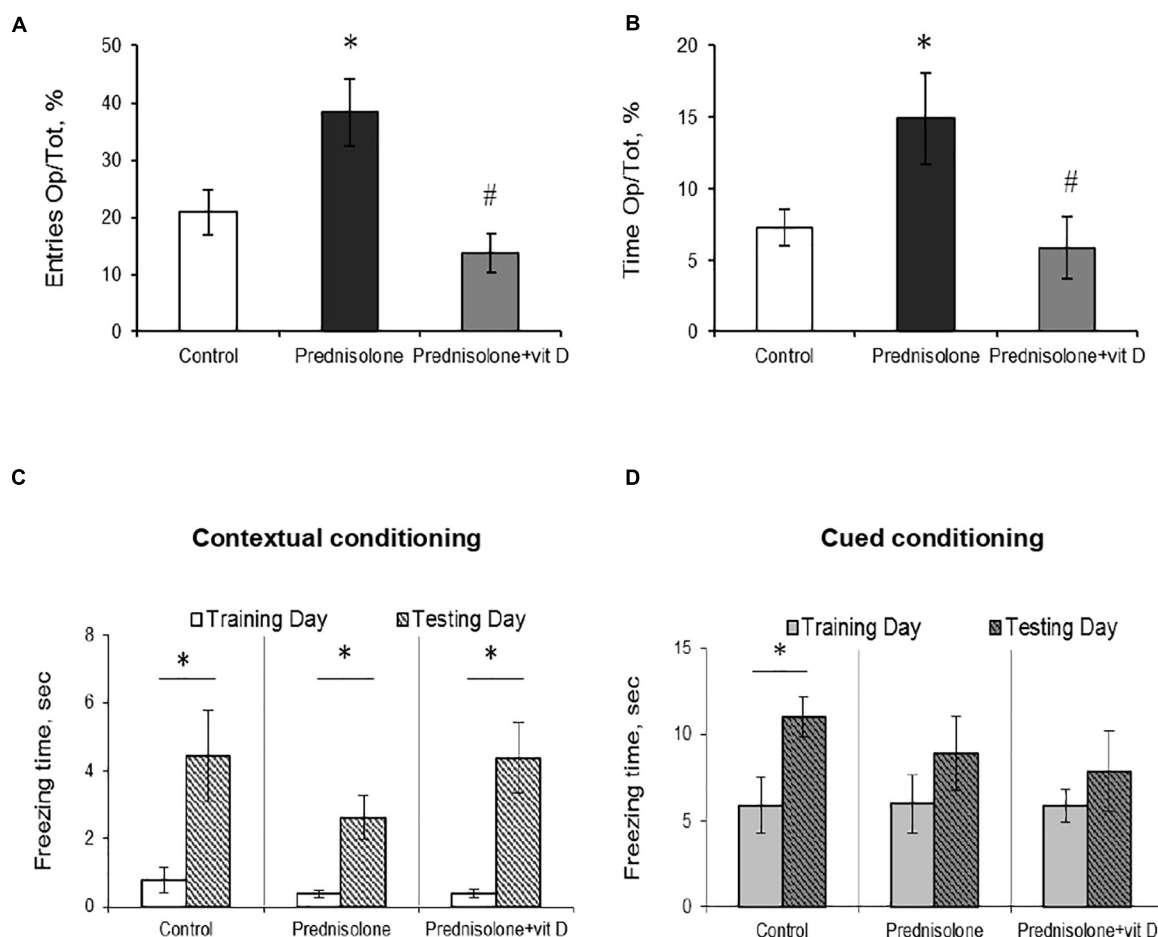 A
Entries Op/Tot, %
50
40
30
20
10
0
*
#
Control Prednisolone Prednisolone+vit D
B
Time Op/Tot, %
20
15
10
5
0
*
#
Control Prednisolone Prednisolone+vit D
C
Contextual conditioning
Training Day Testing Day
Freezing time, sec
8
6
4
2
0
* * *
Control Prednisolone Prednisolone+vit D
D
Cued conditioning
Training Day Testing Day
Freezing time, sec
15
10
5
0
*
Control Prednisolone Prednisolone+vit D